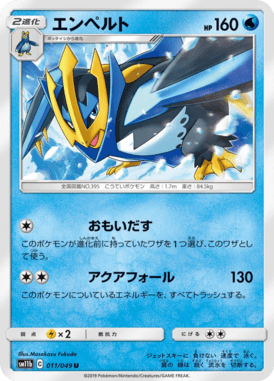 2進化 エンペルト HP 160
ポッタイシから進化
全国図鑑NO.395 こうていポケモン 高さ:1.7m 重さ:84.5kg
おもいだす
このポケモンが進化前に持っていたワザを1つ選び、このワザとして使う。
アクアフォール 130
このポケモンについているエネルギーを、すべてトラッシュする。
弱点 ×2 抵抗力 にげる
Illus. Masakazu Fukuda
sm11b C 011/049 U
©2019 Pokémon/Nintendo/Creatures/GAME FREAK.